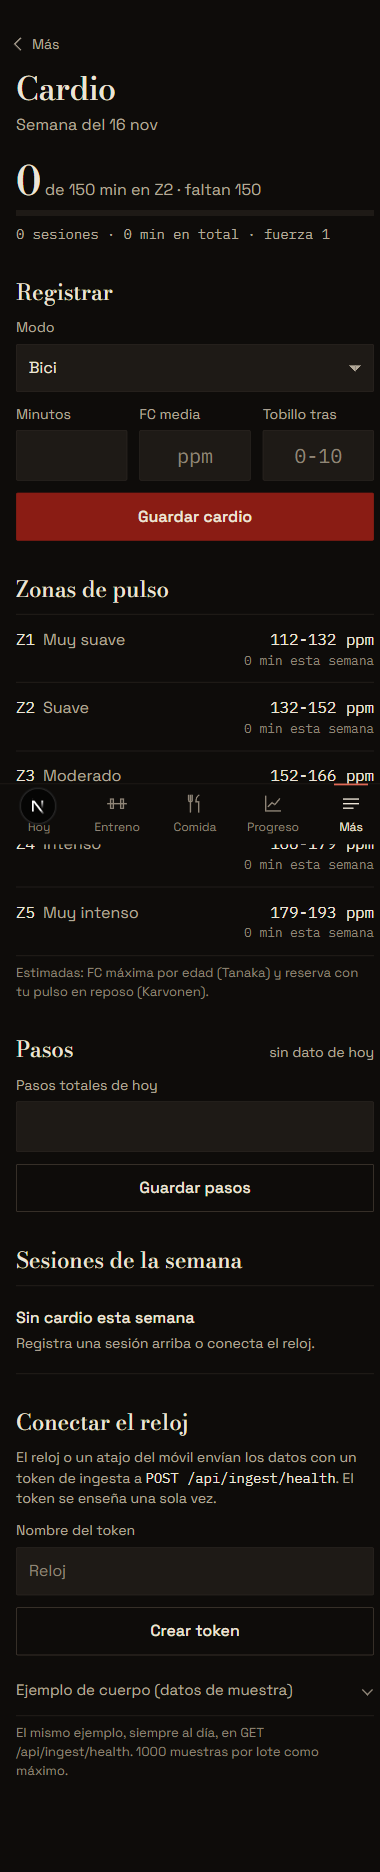 Más
Cardio
Semana del 16 nov
0 de 150 min en Z2 · faltan 150
0 sesiones · 0 min en total · fuerza 1
Registrar
Modo
Bici
Minutos FC media Tobillo tras
ppm 0-10
Guardar cardio
Zonas de pulso
Z1 Muy suave 112-132 ppm
0 min esta semana
Z2 Suave 132-152 ppm
0 min esta semana
Z3 Moderado 152-166 ppm
N
Hoy Entreno Comida Progreso Más
Z4 Intenso 166-179 ppm
0 min esta semana
Z5 Muy intenso 179-193 ppm
0 min esta semana
Estimadas: FC máxima por edad (Tanaka) y reserva con
tu pulso en reposo (Karvonen).
Pasos sin dato de hoy
Pasos totales de hoy
Guardar pasos
Sesiones de la semana
Sin cardio esta semana
Registra una sesión arriba o conecta el reloj.
Conectar el reloj
El reloj o un atajo del móvil envían los datos con un
token de ingesta a POST /api/ingest/health. El
token se enseña una sola vez.
Nombre del token
Reloj
Crear token
Ejemplo de cuerpo (datos de muestra)
El mismo ejemplo, siempre al día, en GET
/api/ingest/health. 1000 muestras por lote como
máximo.